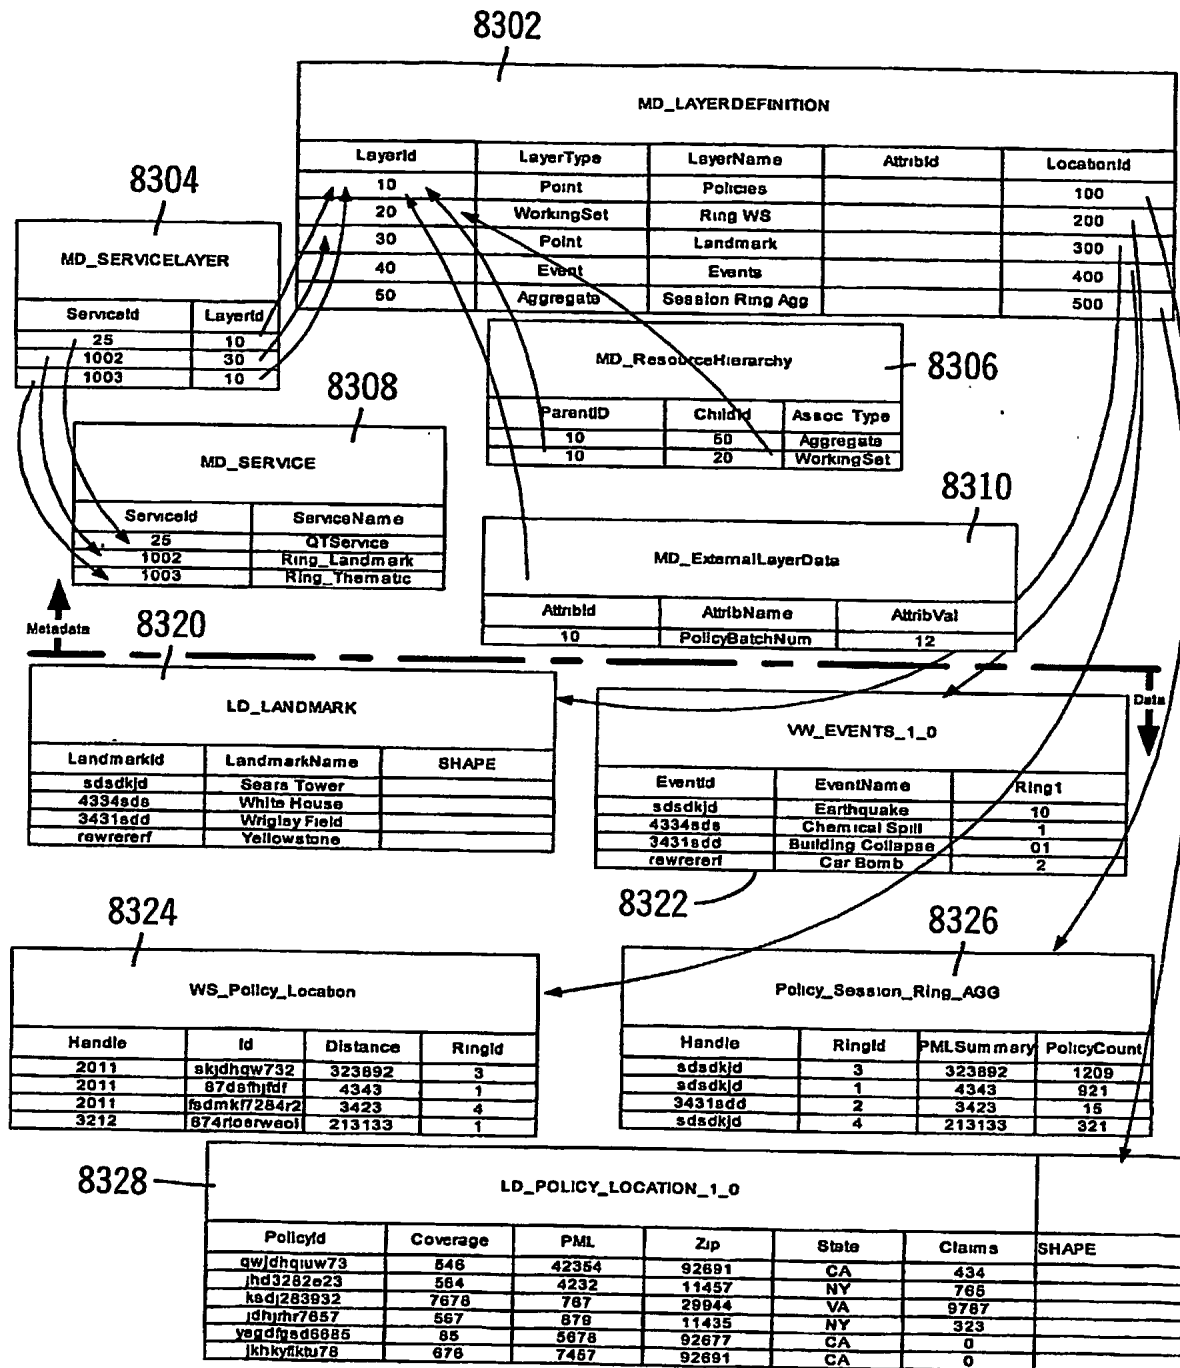 8302
MD_LAYERDEFINITION
LayerId LayerType LayerName AttribId LocationId
10 Point Policies 100
20 WorkingSet Ring WS 200
30 Point Landmark 300
40 Event Events 400
50 Aggregate Session Ring Agg 500
8304
MD_SERVICELAYER
ServiceId LayerId
25 10
1002 30
1003 10
8306
MD_ResourceHierarchy
ParentID ChildId Assoc Type
10 50 Aggregate
10 20 WorkingSet
8308
MD_SERVICE
ServiceId ServiceName
25 QTService
1002 Ring_Landmark
1003 Ring_Thematic
8310
MD_ExternalLayerData
AttribId AttribName AttribVal
10 PolicyBatchNum 12
Metadata
Data
8320
LD_LANDMARK
LandmarkId LandmarkName SHAPE
sdsdkjd Sears Tower
4334sds White House
3431sdd Wrigley Field
rewrererf Yellowstone
VW_EVENTS_1_0
EventId EventName Ring1
sdsdkjd Earthquake 10
4334sds Chemical Spill 1
3431sdd Building Collapse 01
rewrererf Car Bomb 2
8322
8324
WS_Policy_Location
Handle Id Distance RingId
2011 skjdhqw732 323892 3
2011 87dsfhjfdf 4343 1
2011 fsdmkf7284r2 3423 4
3212 213133 1
8326
Policy_Session_Ring_AGG
Handle RingId PMLSummary PolicyCount
sdsdkjd 3 323892 1209
sdsdkjd 1 4343 921
3431sdd 2 3423 15
sdsdkjd 4 213133 321
8328
LD_POLICY_LOCATION_1_0
PolicyId Coverage PML Zip State Claims SHAPE
qwjdhqiuw73 546 42354 92691 CA 434
jhd3282e23 564 4232 11457 NY 765
ksdj283932 7678 767 29944 VA 9787
jdhjrhr7657 567 879 11435 NY 323
ysgdfgsd6685 85 5678 92677 CA 0
jkhkyfiktu78 676 7457 92691 CA 0